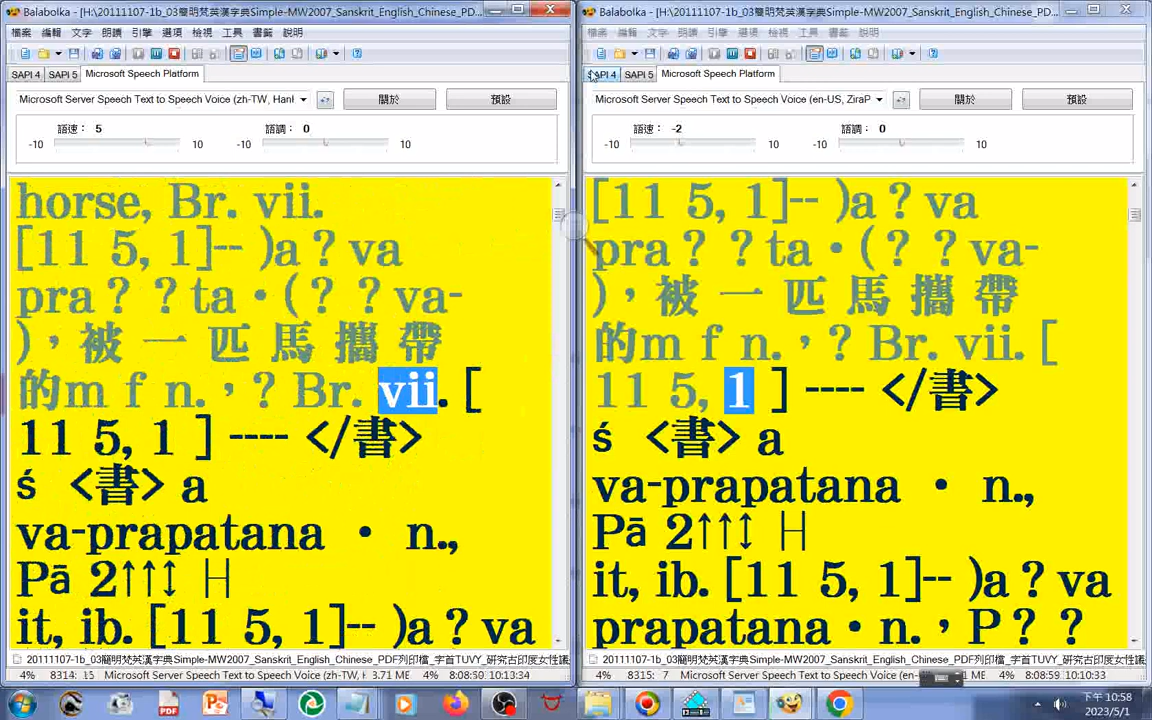 Balabolka - [H:\20111107-1b_03簡明梵英漢字典Simple-MW2007_Sanskrit_English_Chinese_PD...
檔案 編輯 文字 朗讀 引擎 選項 檢視 工具 書籤 說明
SAPI 4 SAPI 5 Microsoft Speech Platform
Microsoft Server Speech Text to Speech Voice (zh-TW, Hanl
關於 預設
語速： 5 語調： 0
-10 10 -10 10
horse, Br. vii.
[11 5, 1]-- )a？va
pra？？ta・(？？va-
)，被一匹馬攜帶
的m f n.，？Br. vii. [
11 5, 1 ] ---- </書>
ś <書> a
va-prapatana • n.,
Pā 2↑↑↨ H
it, ib. [11 5, 1]-- )a？va
20111107-1b_03簡明梵英漢字典Simple-MW2007_Sanskrit_English_Chinese_PDF列印檔_字首TUVY_研究古印度女性議
4% 8314: 15 Microsoft Server Speech Text to Speech Voice (zh-TW, H 3.71 MB 4% 8:08:59 10:13:34
Balabolka - [H:\20111107-1b_03簡明梵英漢字典Simple-MW2007_Sanskrit_English_Chinese_PD...
檔案 編輯 文字 朗讀 引擎 選項 檢視 工具 書籤 說明
SAPI 4 SAPI 5 Microsoft Speech Platform
Microsoft Server Speech Text to Speech Voice (en-US, ZiraP
關於 預設
語速： -2 語調： 0
-10 10 -10 10
[11 5, 1]-- )a？va
pra？？ta・(？？va-
)，被一匹馬攜帶
的m f n.，？Br. vii. [
11 5, 1 ] ---- </書>
ś <書> a
va-prapatana • n.,
Pā 2↑↑↨ H
it, ib. [11 5, 1]-- )a？va
prapatana・n.，P？？
20111107-1b_03簡明梵英漢字典Simple-MW2007_Sanskrit_English_Chinese_PDF列印檔_字首TUVY_研究古印度女性議
4% 8315: 7 Microsoft Server Speech Text to Speech Voice (en-US, 4% 8:08:59 10:10:33
下午 10:58
2023/5/1